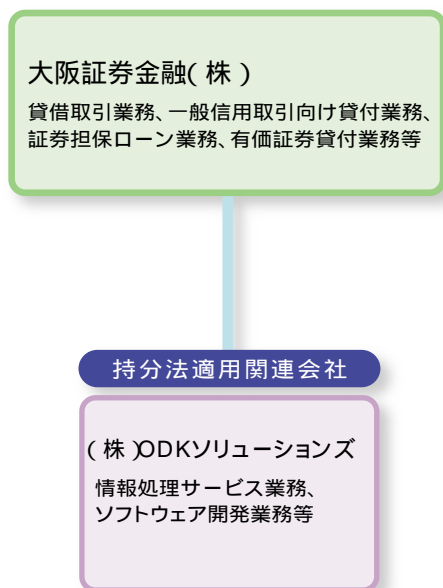 大阪証券金融(株)
貸借取引業務、一般信用取引向け貸付業務、
証券担保ローン業務、有価証券貸付業務等
持分法適用関連会社
(株)ODKソリューションズ
情報処理サービス業務、
ソフトウェア開発業務等